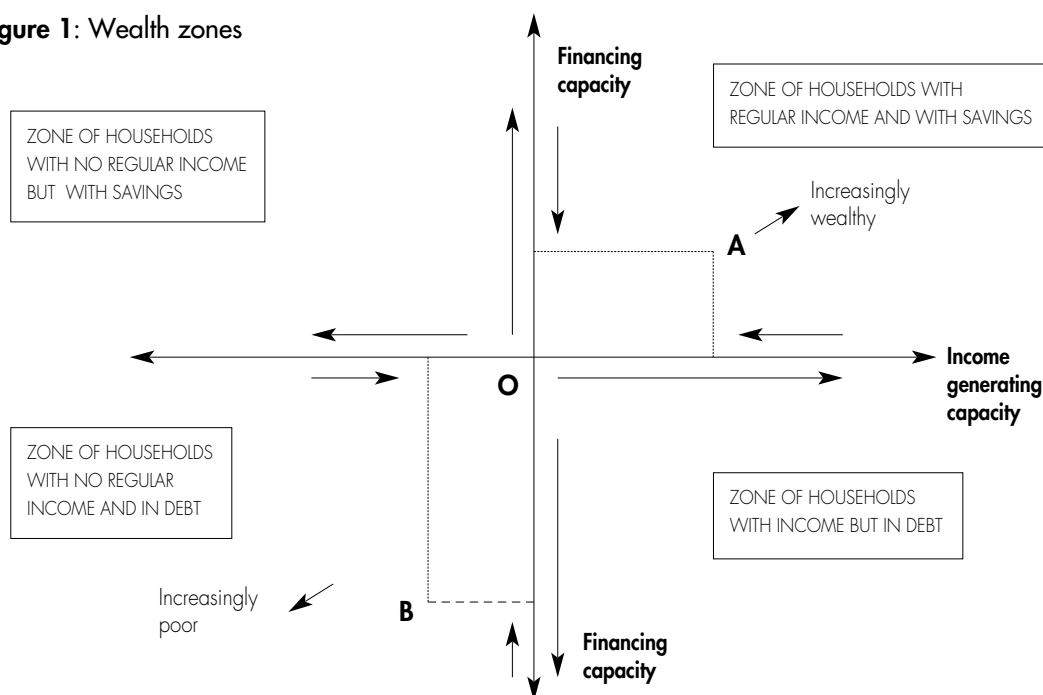 gure 1: Wealth zones
Financing
capacity
ZONE OF HOUSEHOLDS WITH
REGULAR INCOME AND WITH SAVINGS
ZONE OF HOUSEHOLDS
WITH NO REGULAR INCOME
BUT WITH SAVINGS
Increasingly
wealthy
A
O
Income
generating
capacity
ZONE OF HOUSEHOLDS
WITH NO REGULAR
INCOME AND IN DEBT
ZONE OF HOUSEHOLDS
WITH INCOME BUT IN DEBT
Increasingly
poor
B
Financing
capacity